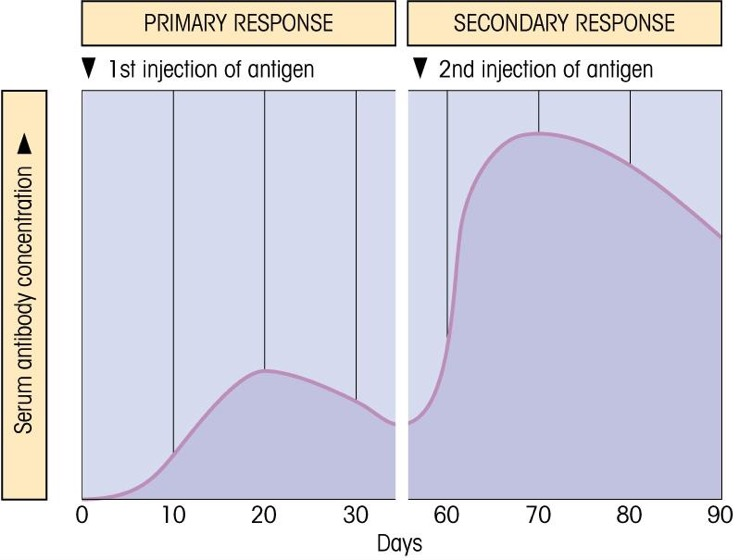 PRIMARY RESPONSE
SECONDARY RESPONSE
▼ 1st injection of antigen
▼ 2nd injection of antigen
Serum antibody concentration ▲
0 10 20 30 60 70 80 90
Days